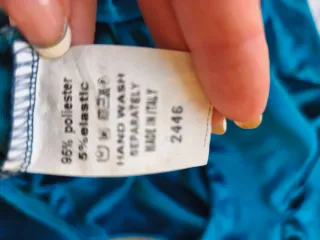 95% poliester
5% elastic
HAND WASH
SEPARATELY
MADE IN ITALY
2446